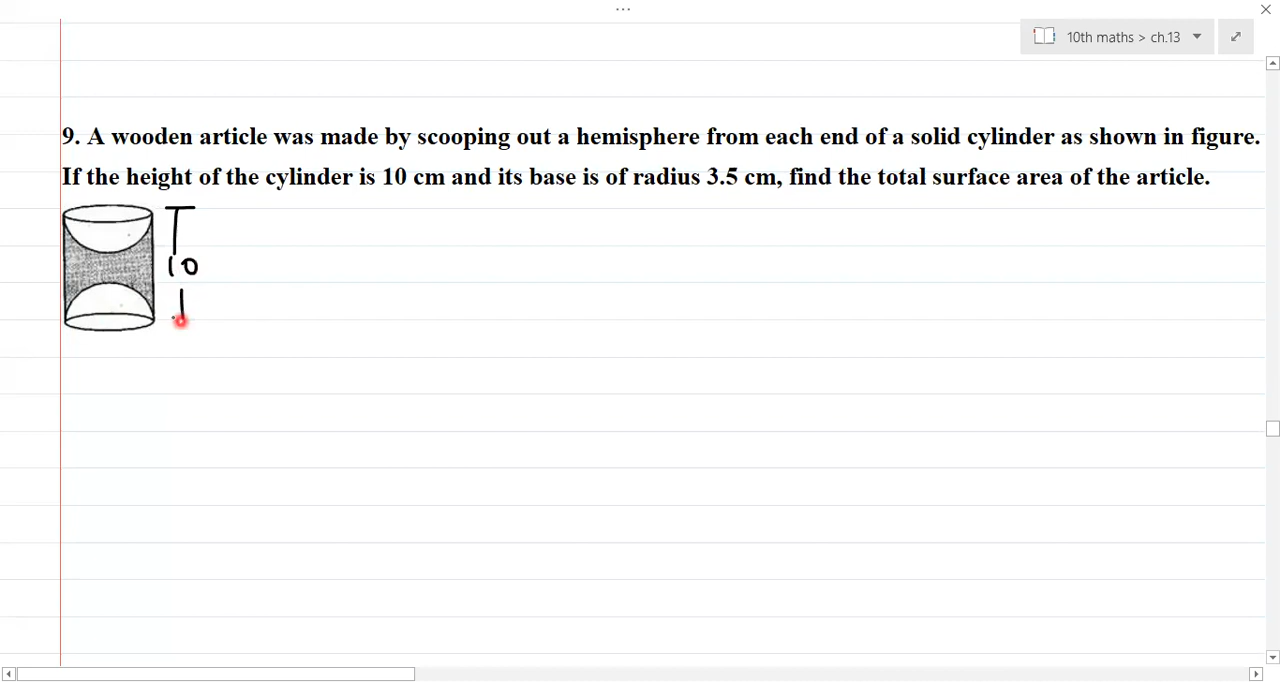 10th maths > ch.13
9. A wooden article was made by scooping out a hemisphere from each end of a solid cylinder as shown in figure.
If the height of the cylinder is 10 cm and its base is of radius 3.5 cm, find the total surface area of the article.
10